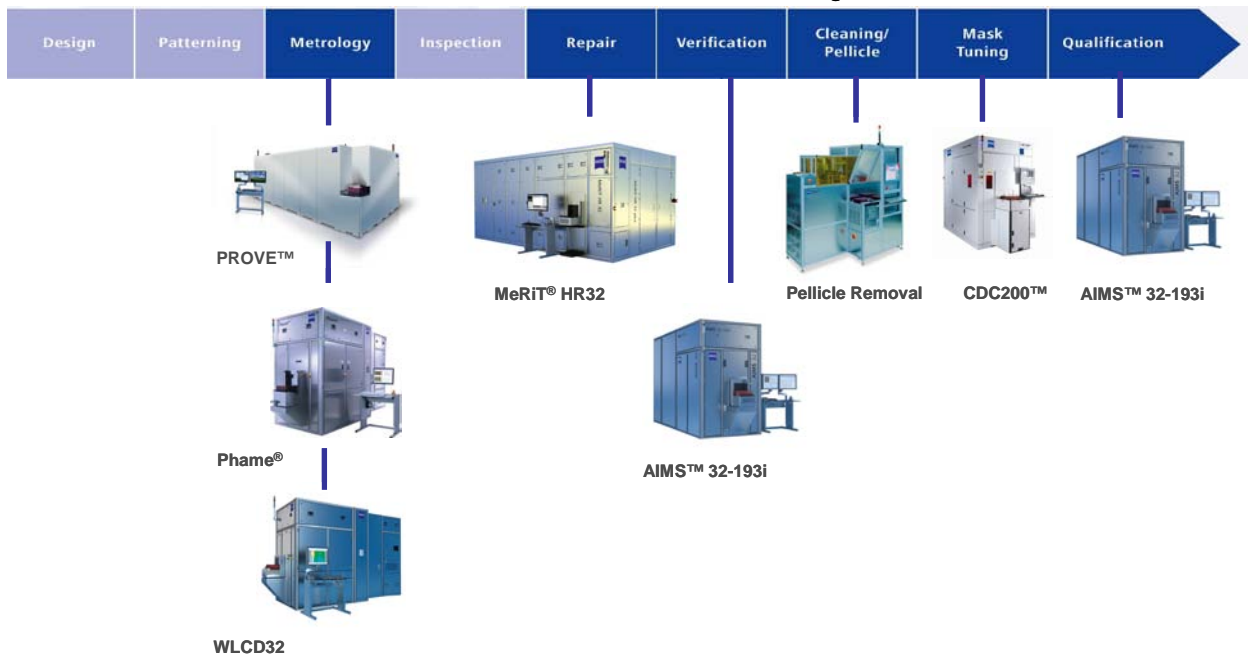 Design
Patterning
Metrology
Inspection
Repair
Verification
Cleaning/
Pellicle
Mask
Tuning
Qualification
PROVE™
MeRiT® HR32
Pellicle Removal
CDC200™
AIMS™ 32-193i
Phame®
AIMS™ 32-193i
WLCD32